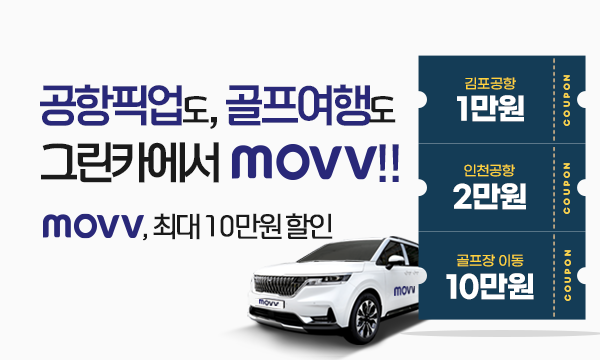 공항픽업도, 골프여행도
그린카에서 movv!!
movv, 최대 10만원 할인
김포공항
1만원
COUPON
인천공항
2만원
COUPON
골프장 이동
10만원
COUPON
movv
movv